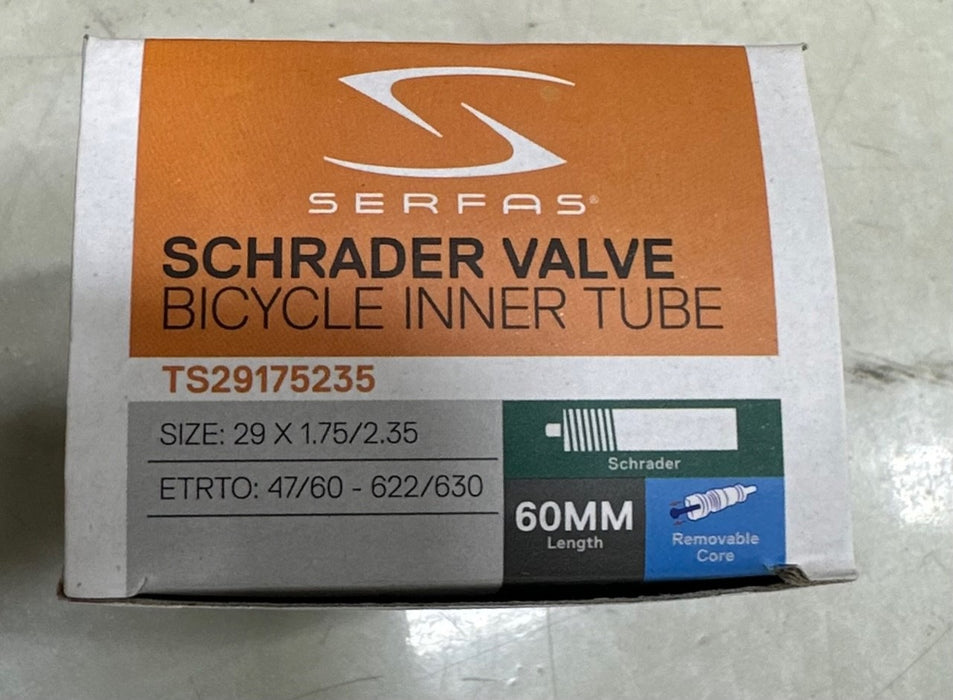 SERFAS®
SCHRADER VALVE
BICYCLE INNER TUBE
TS29175235
SIZE: 29 X 1.75/2.35
ETRTO: 47/60 - 622/630
Schrader
60MM
Length
Removable
Core